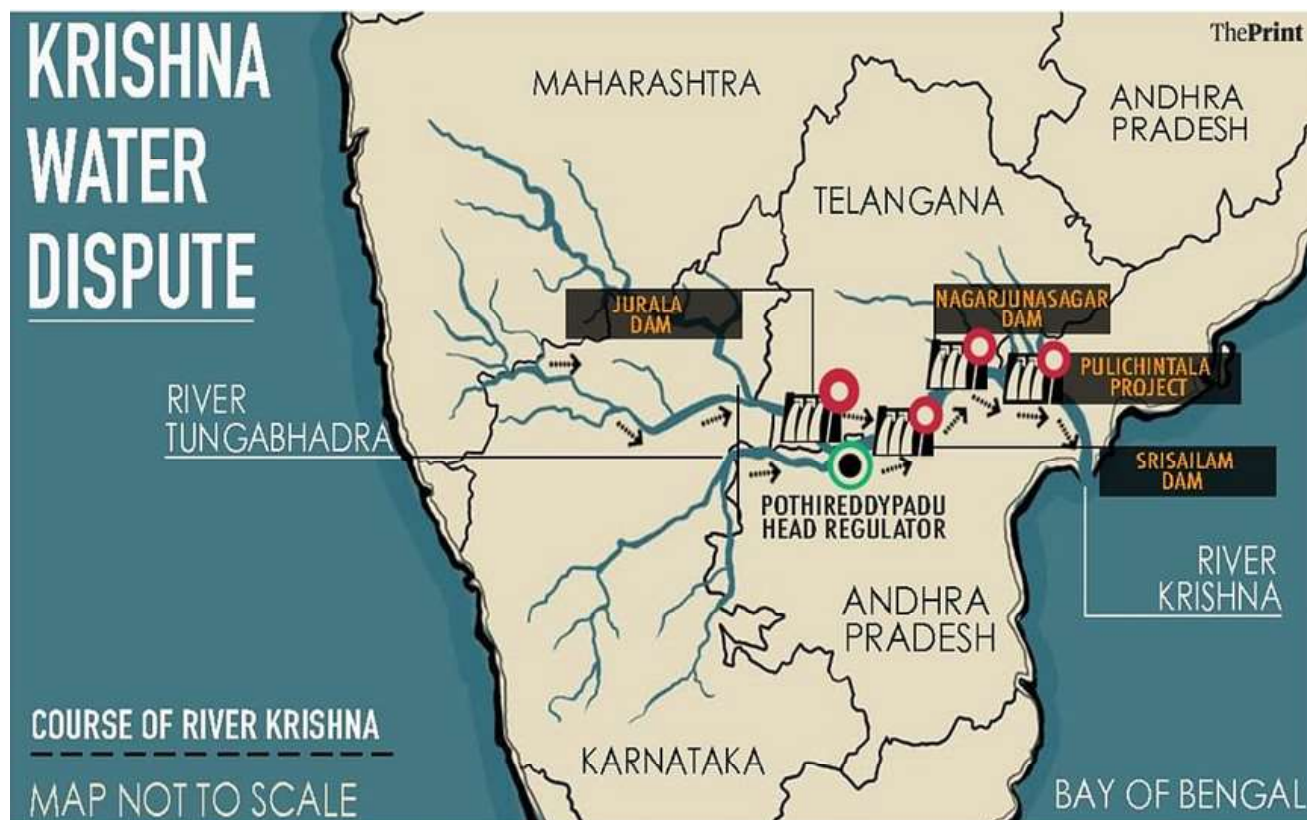 KRISHNA
WATER
DISPUTE
ThePrint
MAHARASHTRA
ANDHRA
PRADESH
TELANGANA
JURALA
DAM
NAGARJUNASAGAR
DAM
PULICHINTALA
PROJECT
RIVER
TUNGABHADRA
SRISAILAM
DAM
POTHIREDDYPADU
HEAD REGULATOR
RIVER
KRISHNA
ANDHRA
PRADESH
COURSE OF RIVER KRISHNA
KARNATAKA
MAP NOT TO SCALE
BAY OF BENGAL